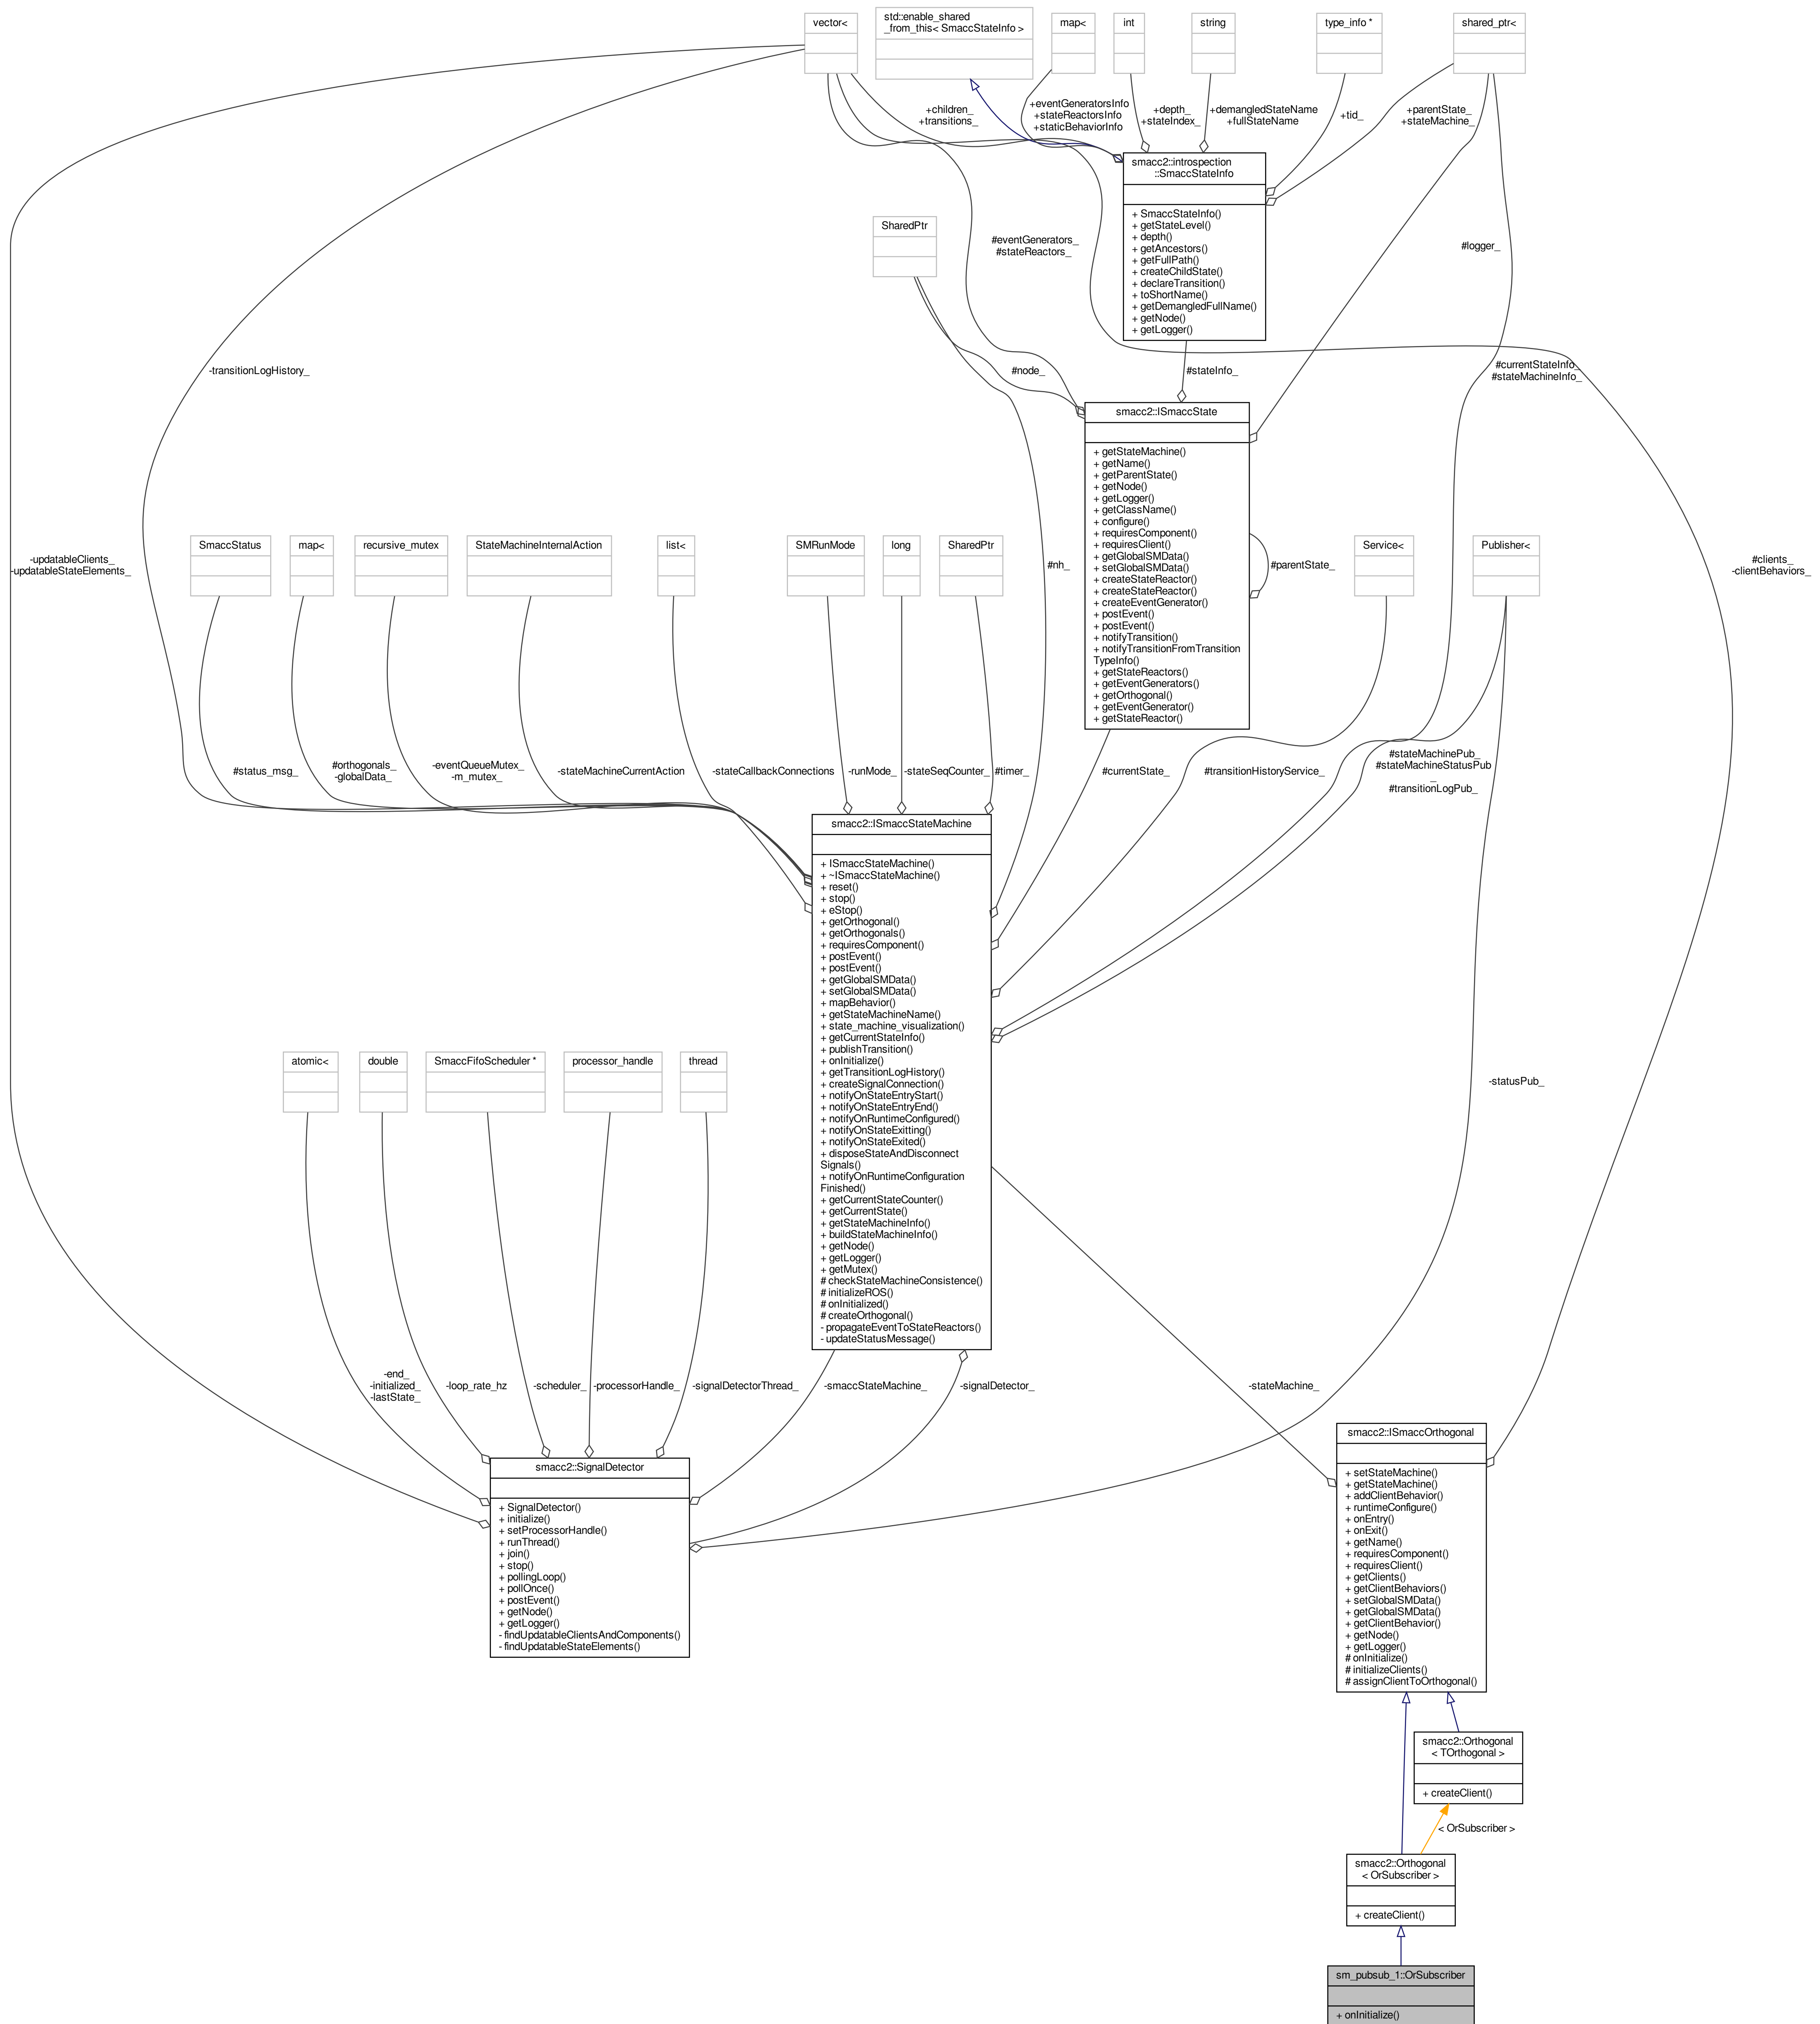 vector<
std::enable_shared
_from_this< SmaccStateInfo >
map<
int
string
type_info *
shared_ptr<
+children_
+transitions_
+eventGeneratorsInfo
+stateReactorsInfo
+staticBehaviorInfo
+depth_
+stateIndex_
+demangledStateName
+fullStateName
+tid_
+parentState_
+stateMachine_
smacc2::introspection
::SmaccStateInfo
+ SmaccStateInfo()
+ getStateLevel()
+ depth()
+ getAncestors()
+ getFullPath()
+ createChildState()
+ declareTransition()
+ toShortName()
+ getDemangledFullName()
+ getNode()
+ getLogger()
SharedPtr
#eventGenerators_
#stateReactors_
#logger_
-transitionLogHistory_
#node_
#stateInfo_
#currentStateInfo_
#stateMachineInfo_
smacc2::ISmaccState
+ getStateMachine()
+ getName()
+ getParentState()
+ getNode()
+ getLogger()
+ getClassName()
+ configure()
+ requiresComponent()
+ requiresClient()
+ getGlobalSMData()
+ setGlobalSMData()
+ createStateReactor()
+ createStateReactor()
+ createEventGenerator()
+ postEvent()
+ postEvent()
+ notifyTransition()
+ notifyTransitionFromTransition
TypeInfo()
+ getStateReactors()
+ getEventGenerators()
+ getOrthogonal()
+ getEventGenerator()
+ getStateReactor()
-updatableClients_
-updatableStateElements_
SmaccStatus
map<
recursive_mutex
StateMachineInternalAction
list<
SMRunMode
long
SharedPtr
#nh_
#parentState_
Service<
Publisher<
#clients_
-clientBehaviors_
#status_msg_
#orthogonals_
-globalData_
-eventQueueMutex_
-m_mutex_
-stateMachineCurrentAction
-stateCallbackConnections
-runMode_
-stateSeqCounter_
#timer_
#currentState_
#transitionHistoryService_
#stateMachinePub_
#stateMachineStatusPub
_
#transitionLogPub_
smacc2::ISmaccStateMachine
+ ISmaccStateMachine()
+ ~ISmaccStateMachine()
+ reset()
+ stop()
+ eStop()
+ getOrthogonal()
+ getOrthogonals()
+ requiresComponent()
+ postEvent()
+ postEvent()
+ getGlobalSMData()
+ setGlobalSMData()
+ mapBehavior()
+ getStateMachineName()
+ state_machine_visualization()
+ getCurrentStateInfo()
+ publishTransition()
+ onInitialize()
+ getTransitionLogHistory()
+ createSignalConnection()
+ notifyOnStateEntryStart()
+ notifyOnStateEntryEnd()
+ notifyOnRuntimeConfigured()
+ notifyOnStateExitting()
+ notifyOnStateExited()
+ disposeStateAndDisconnect
Signals()
+ notifyOnRuntimeConfiguration
Finished()
+ getCurrentStateCounter()
+ getCurrentState()
+ getStateMachineInfo()
+ buildStateMachineInfo()
+ getNode()
+ getLogger()
+ getMutex()
# checkStateMachineConsistence()
# initializeROS()
# onInitialized()
# createOrthogonal()
- propagateEventToStateReactors()
- updateStatusMessage()
atomic<
double
SmaccFifoScheduler *
processor_handle
thread
-statusPub_
-end_
-initialized_
-lastState_
-loop_rate_hz
-scheduler_
-processorHandle_
-signalDetectorThread_
-smaccStateMachine_
-signalDetector_
-stateMachine_
smacc2::SignalDetector
+ SignalDetector()
+ initialize()
+ setProcessorHandle()
+ runThread()
+ join()
+ stop()
+ pollingLoop()
+ pollOnce()
+ postEvent()
+ getNode()
+ getLogger()
- findUpdatableClientsAndComponents()
- findUpdatableStateElements()
smacc2::ISmaccOrthogonal
+ setStateMachine()
+ getStateMachine()
+ addClientBehavior()
+ runtimeConfigure()
+ onEntry()
+ onExit()
+ getName()
+ requiresComponent()
+ requiresClient()
+ getClients()
+ getClientBehaviors()
+ setGlobalSMData()
+ getGlobalSMData()
+ getClientBehavior()
+ getNode()
+ getLogger()
# onInitialize()
# initializeClients()
# assignClientToOrthogonal()
smacc2::Orthogonal
< TOrthogonal >
+ createClient()
< OrSubscriber >
smacc2::Orthogonal
< OrSubscriber >
+ createClient()
sm_pubsub_1::OrSubscriber
+ onInitialize()